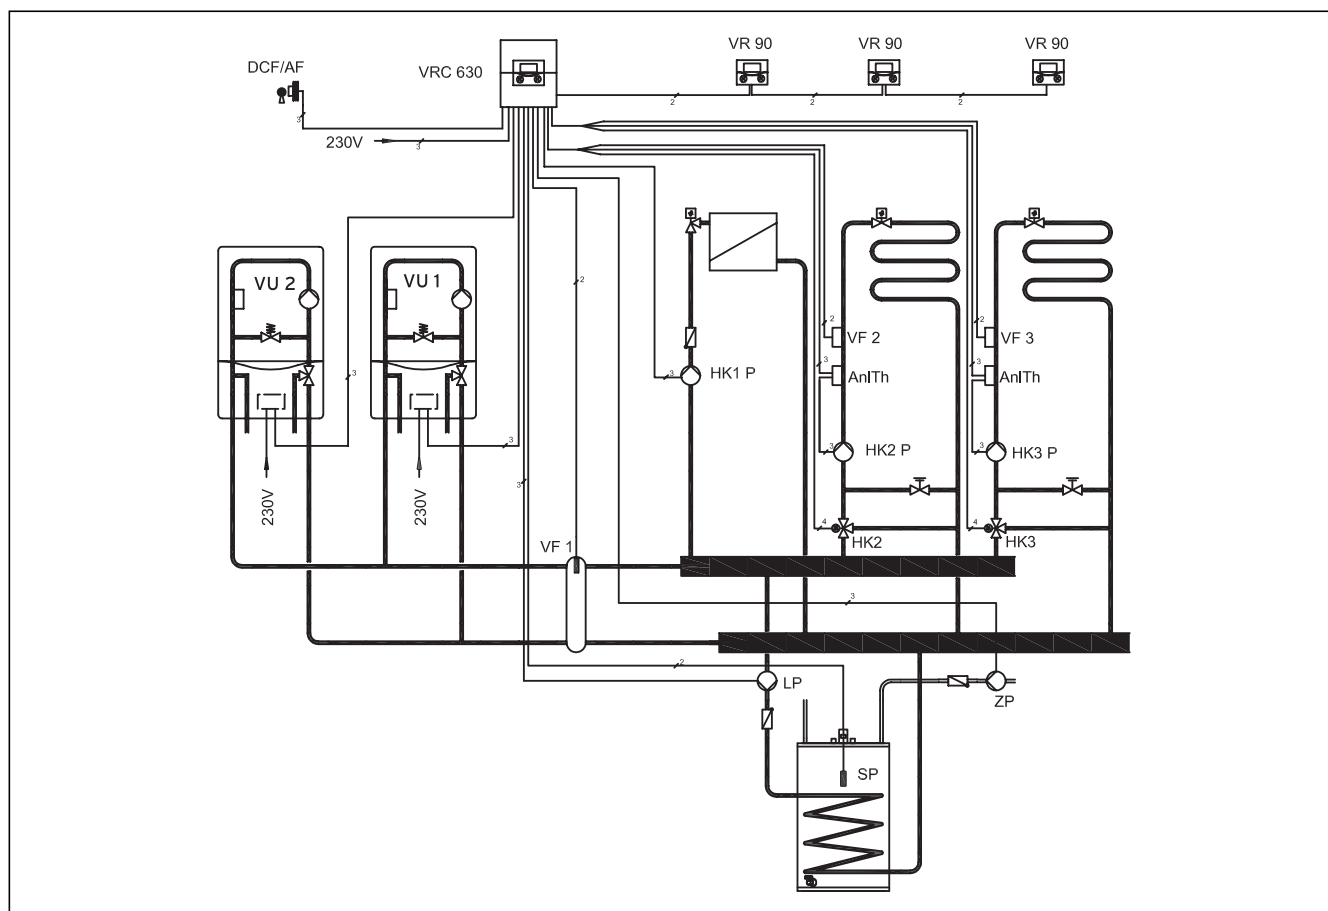 VR 90
VR 90
VR 90
DCF/AF
VRC 630
2
2
2
3
230V
3
VU 2
VU 1
2
2
2
VF 2
VF 3
3
3
3
3
HK1 P
AnlTh
AnlTh
3
3
3
HK2 P
HK3 P
3
230V
230V
4
4
HK2
HK3
VF 1
3
2
LP
ZP
SP